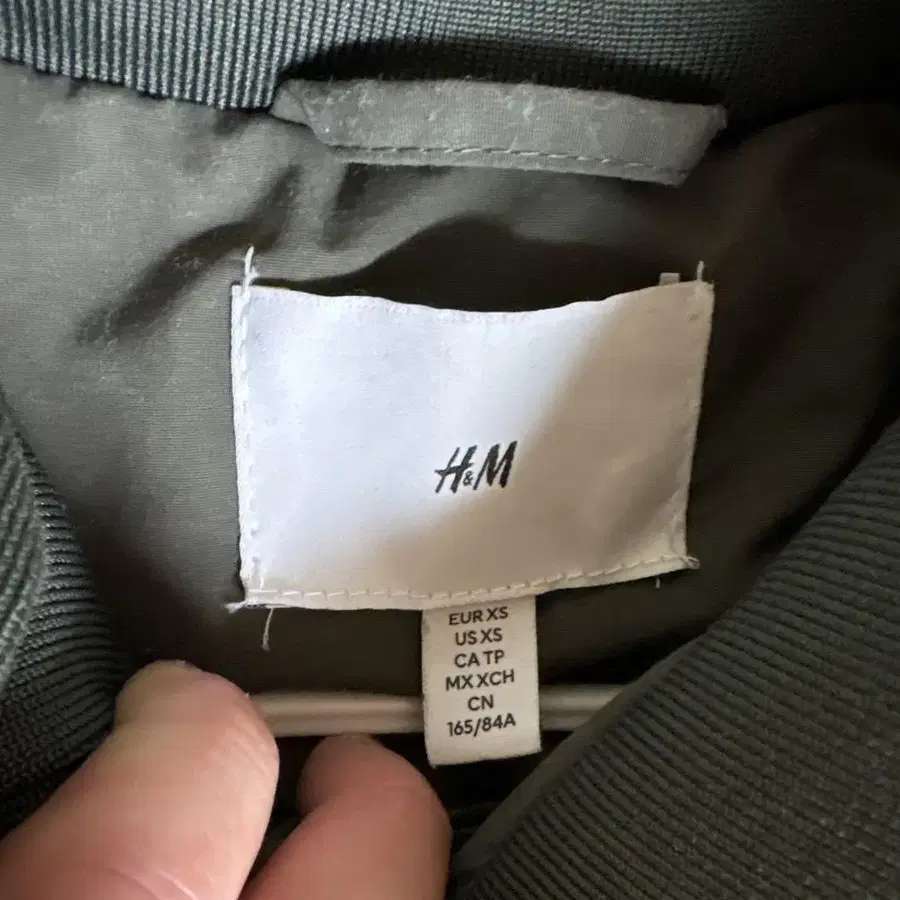 H&M
EUR XS
US XS
CA TP
MX XCH
CN
165/84A